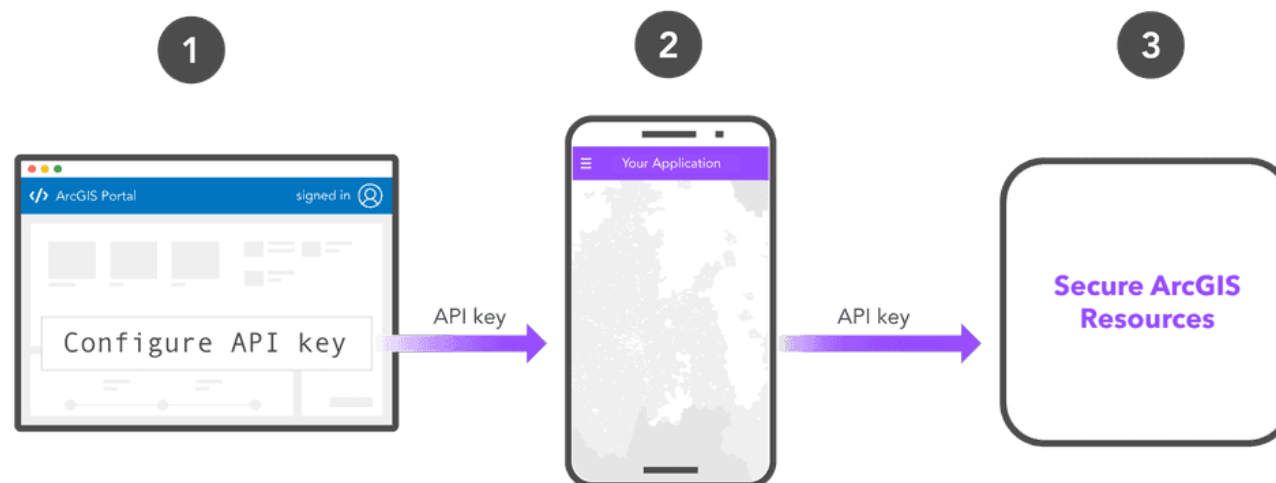 1
2
3
</> ArcGIS Portal
signed in
Configure API key
API key
Your Application
API key
Secure ArcGIS
Resources